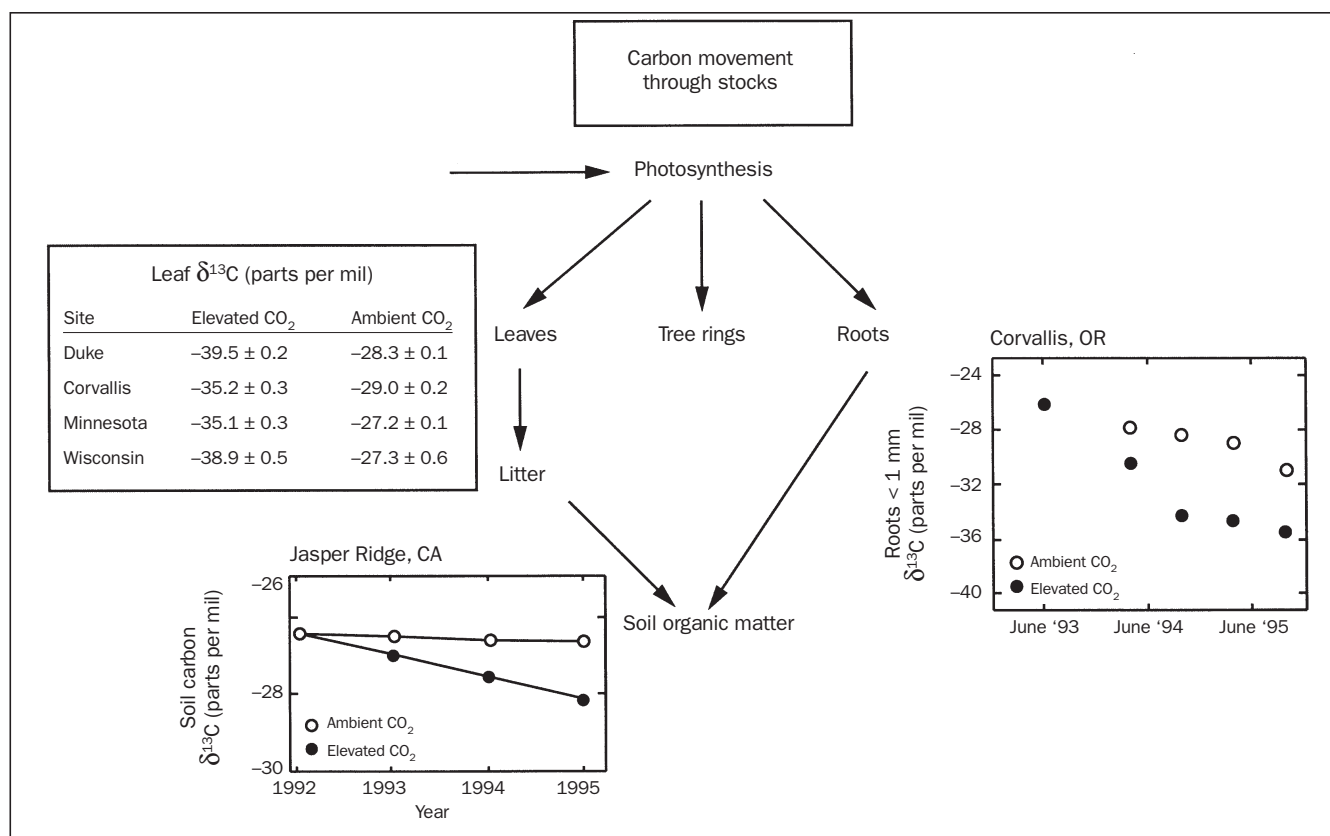 Carbon movement
through stocks
Photosynthesis
Leaf δ¹³C (parts per mil)
Site Elevated CO₂ Ambient CO₂
Duke –39.5 ± 0.2 –28.3 ± 0.1
Corvallis –35.2 ± 0.3 –29.0 ± 0.2
Minnesota –35.1 ± 0.3 –27.2 ± 0.1
Wisconsin –38.9 ± 0.5 –27.3 ± 0.6
Leaves
Tree rings
Roots
Litter
Soil organic matter
Corvallis, OR
Roots < 1 mm
δ¹³C (parts per mil)
–24
–28
–32
–36
–40
Ambient CO₂
Elevated CO₂
June ‘93 June ‘94 June ‘95
Jasper Ridge, CA
Soil carbon
δ¹³C (parts per mil)
–26
–28
–30
Ambient CO₂
Elevated CO₂
1992 1993 1994 1995
Year